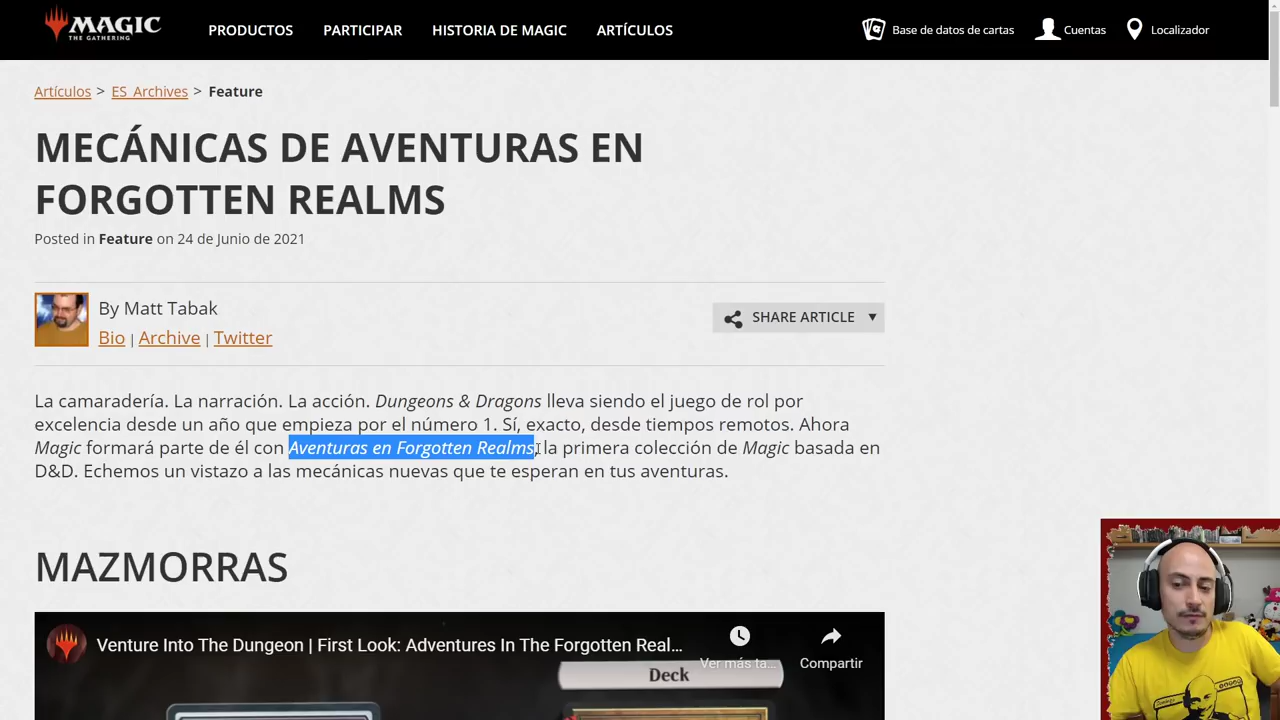 MAGIC
THE GATHERING
PRODUCTOS PARTICIPAR HISTORIA DE MAGIC ARTÍCULOS
Base de datos de cartas Cuentas Localizador
Artículos > ES_Archives > Feature
MECÁNICAS DE AVENTURAS EN
FORGOTTEN REALMS
Posted in Feature on 24 de Junio de 2021
By Matt Tabak
Bio | Archive | Twitter
SHARE ARTICLE ▼
La camaradería. La narración. La acción. Dungeons & Dragons lleva siendo el juego de rol por
excelencia desde un año que empieza por el número 1. Sí, exacto, desde tiempos remotos. Ahora
Magic formará parte de él con Aventuras en Forgotten Realms, la primera colección de Magic basada en
D&D. Echemos un vistazo a las mecánicas nuevas que te esperan en tus aventuras.
MAZMORRAS
Venture Into The Dungeon | First Look: Adventures In The Forgotten Real...
Ver más ta...
Compartir
Deck